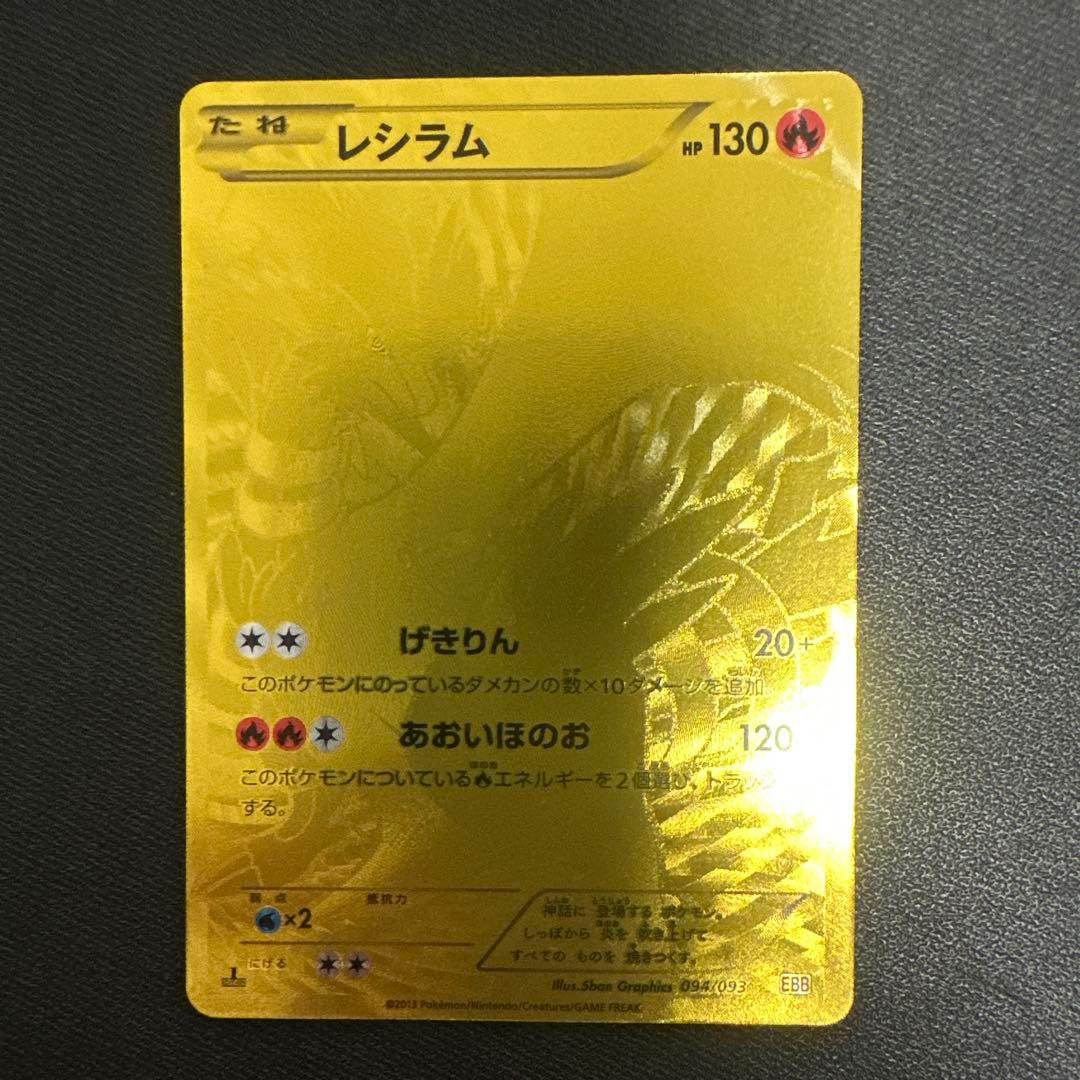 たね レシラム HP 130
げきりん 20+
このポケモンにのっているダメカンの数×10ダメージを追加
あおいほのお 120
このポケモンについている エネルギーを2個選び、トラッシュ
する。
弱点 抵抗力
×2
にげる
神話に 登場する ポケモン。
しっぽから 炎を 吹き上げて
すべての ものを 焼きつくす。
Illus.5ban Graphics 094/093 EBB
©2013 Pokémon/Nintendo/Creatures/GAME FREAK